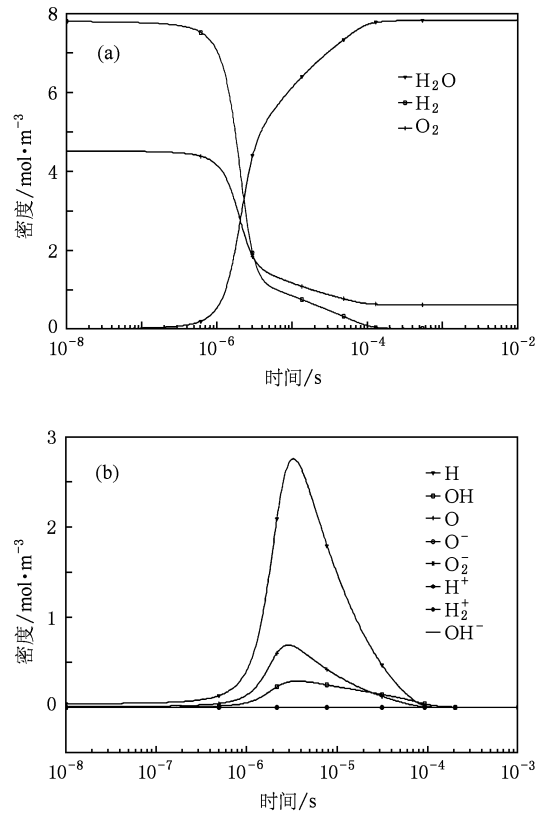 (a)
8
6
4
2
0
密度/mol·m⁻³
H₂O
H₂
O₂
10⁻⁸ 10⁻⁶ 10⁻⁴ 10⁻²
时间/s
(b)
3
2
1
0
密度/mol·m⁻³
H
OH
O
O⁻
O₂⁻
H⁺
H₂⁺
OH⁻
10⁻⁸ 10⁻⁷ 10⁻⁶ 10⁻⁵ 10⁻⁴ 10⁻³
时间/s